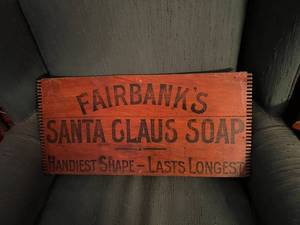 FAIRBANK'S
SANTA CLAUS SOAP
HANDIEST SHAPE – LASTS LONGEST